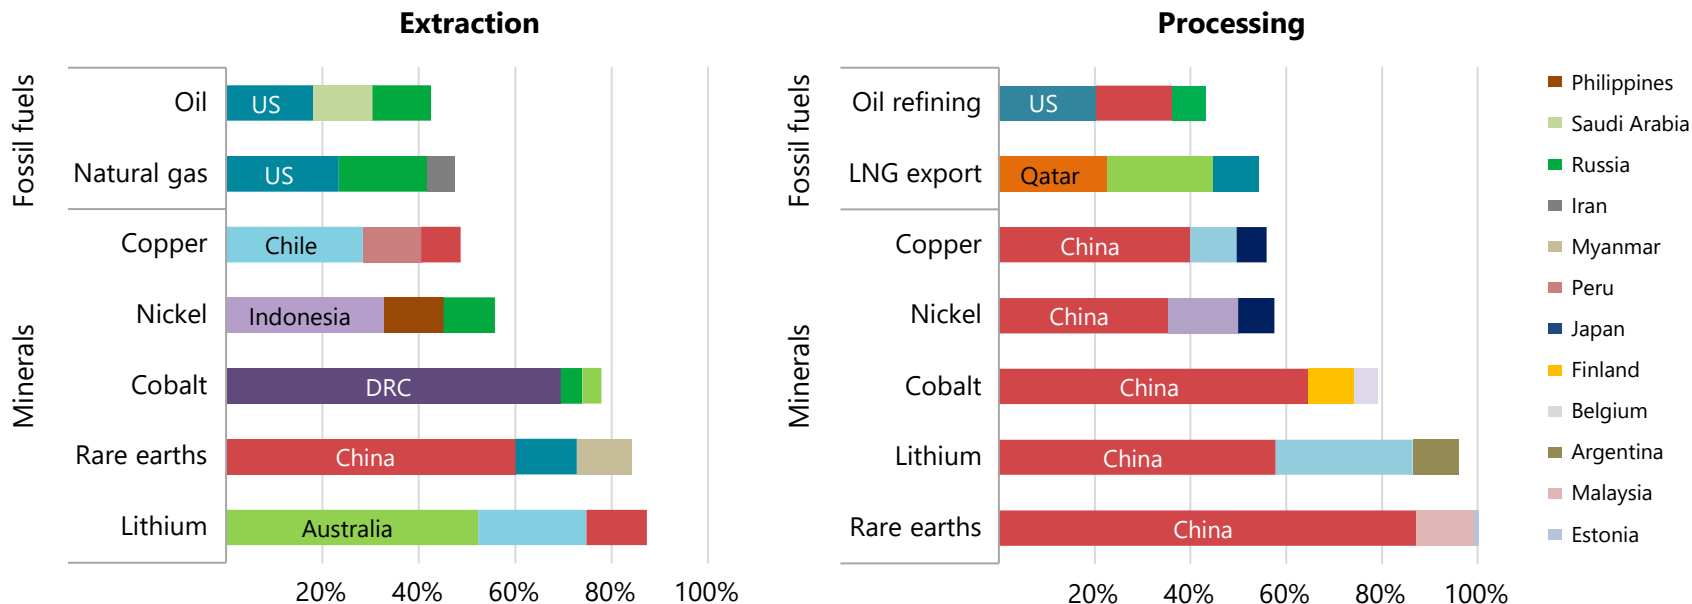 Extraction
Fossil fuels
Oil
US
Natural gas
US
Minerals
Copper
Chile
Nickel
Indonesia
Cobalt
DRC
Rare earths
China
Lithium
Australia
20% 40% 60% 80% 100%
Processing
Fossil fuels
Oil refining
US
LNG export
Qatar
Minerals
Copper
China
Nickel
China
Cobalt
China
Lithium
China
Rare earths
China
20% 40% 60% 80% 100%
Philippines
Saudi Arabia
Russia
Iran
Myanmar
Peru
Japan
Finland
Belgium
Argentina
Malaysia
Estonia